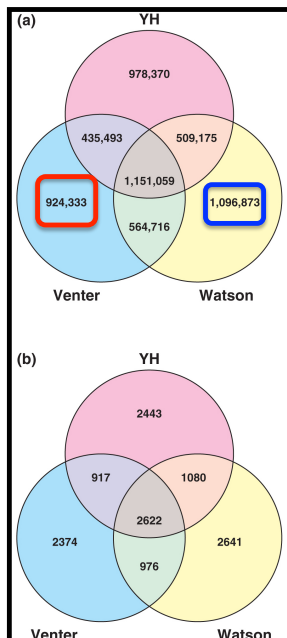 (a)
YH
978,370
435,493
509,175
1,151,059
924,333
1,096,873
564,716
Venter
Watson
(b)
YH
2443
917
1080
2622
2374
2641
976
Venter
Watson